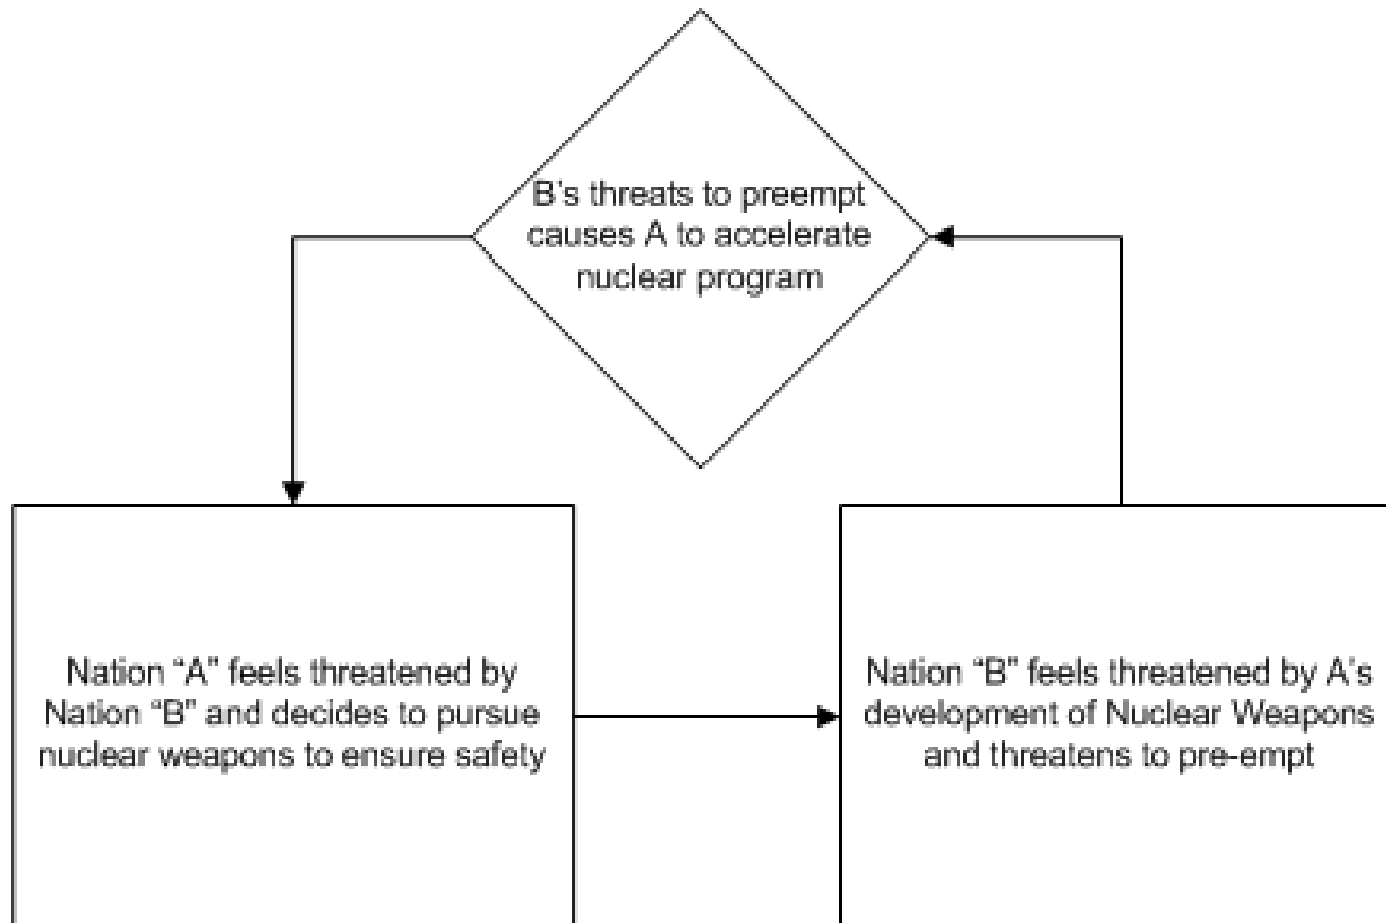 B's threats to preempt
causes A to accelerate
nuclear program
Nation “A” feels threatened by
Nation “B” and decides to pursue
nuclear weapons to ensure safety
Nation “B” feels threatened by A's
development of Nuclear Weapons
and threatens to pre-empt